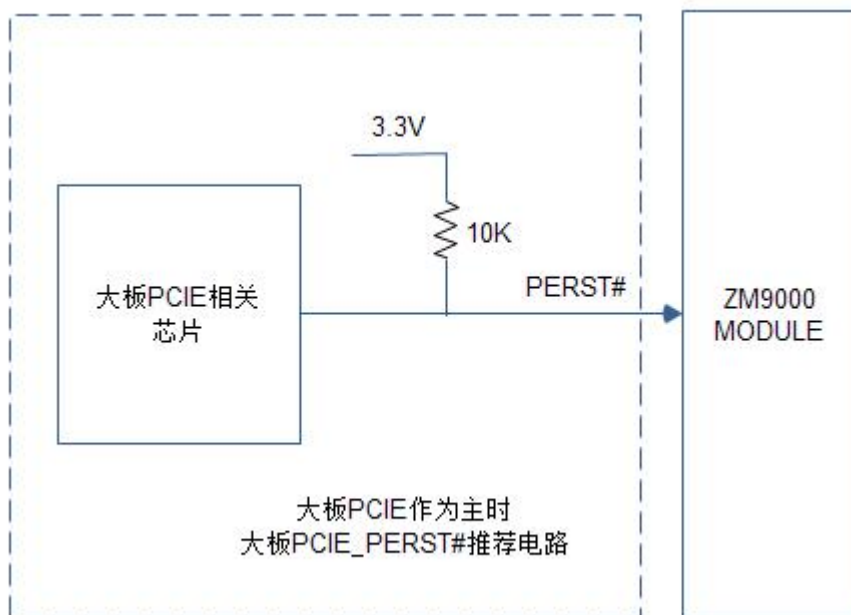 3.3V
10K
大板PCIE相关
芯片
PERST#
ZM9000
MODULE
大板PCIE作为主时
大板PCIE_PERST#推荐电路